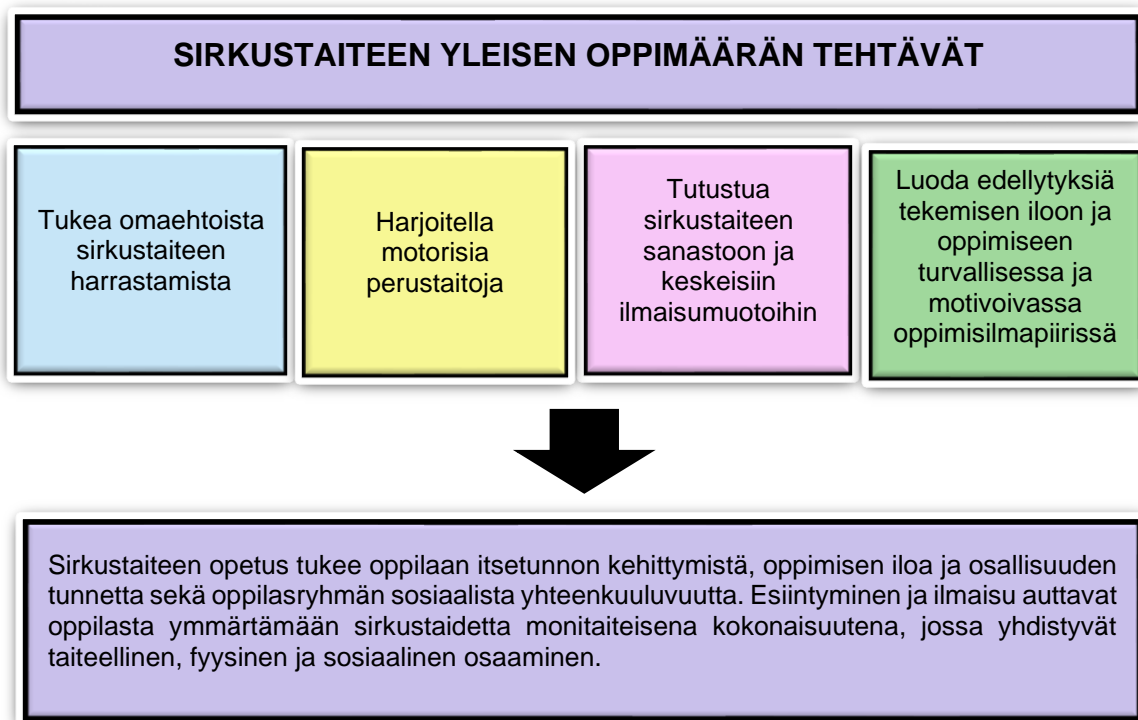 SIRKUSTAITEEN YLEISEN OPPIMÄÄRÄN TEHTÄVÄT
Tukea omaehtoista
sirkustaiteen
harrastamista
Harjoitella
motorisia
perustaitoja
Tutustua
sirkustaiteen
sanastoon ja
keskeisiin
ilmaisumuotoihin
Luoda edellytyksiä
tekemisen iloon ja
oppimiseen
turvallisessa ja
motivoivassa
oppimisilmapiirissä
Sirkustaiteen opetus tukee oppilaan itsetunnon kehittymistä, oppimisen iloa ja osallisuuden
tunnetta sekä oppilasryhmän sosiaalista yhteenkuuluvuutta. Esiintyminen ja ilmaisu auttavat
oppilasta ymmärtämään sirkustaidetta monitaiteisena kokonaisuutena, jossa yhdistyvät
taiteellinen, fyysinen ja sosiaalinen osaaminen.